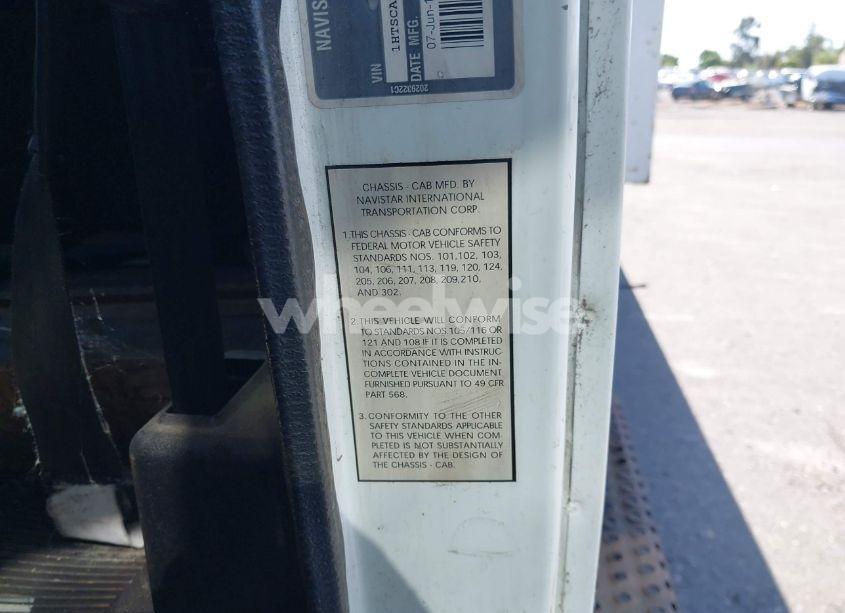 NAVIS
VIN 1HTSCA
DATE MFG.
07-Jun-1
2029322C1
CHASSIS - CAB MFD. BY
NAVISTAR INTERNATIONAL
TRANSPORTATION CORP.
1.THIS CHASSIS - CAB CONFORMS TO
FEDERAL MOTOR VEHICLE SAFETY
STANDARDS NOS. 101,102, 103,
104, 106, 111, 113, 119, 120, 124,
205, 206, 207, 208, 209,210,
AND 302.
2.THIS VEHICLE WILL CONFORM
TO STANDARDS NOS.105/116 OR
121 AND 108 IF IT IS COMPLETED
IN ACCORDANCE WITH INSTRUC
TIONS CONTAINED IN THE IN-
COMPLETE VEHICLE DOCUMENT
FURNISHED PURSUANT TO 49 CFR
PART 568.
3. CONFORMITY TO THE OTHER
SAFETY STANDARDS APPLICABLE
TO THIS VEHICLE WHEN COM-
PLETED IS NOT SUBSTANTIALLY
AFFECTED BY THE DESIGN OF
THE CHASSIS - CAB.
wheelwise